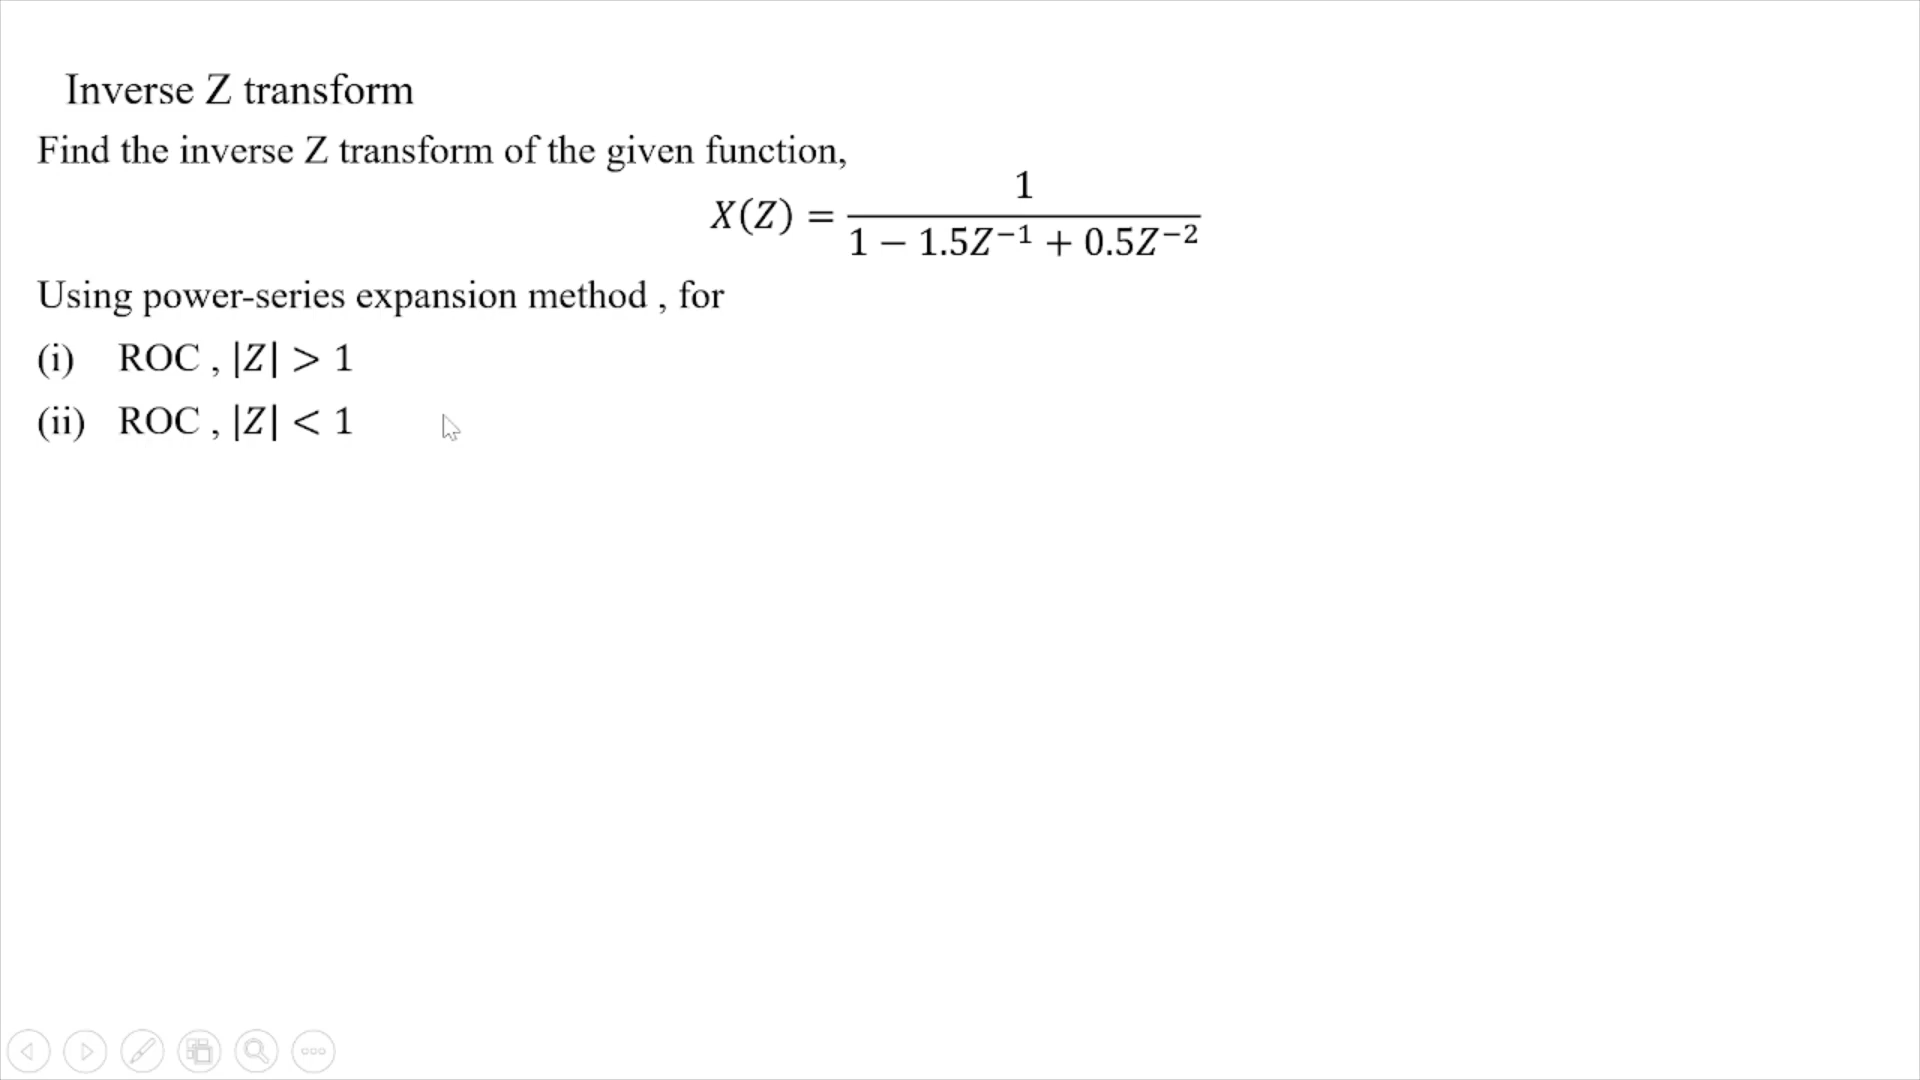 Inverse Z transform
Find the inverse Z transform of the given function,
X(Z) = 1 / (1 − 1.5Z⁻¹ + 0.5Z⁻²)
Using power-series expansion method , for
(i) ROC , |Z| > 1
(ii) ROC , |Z| < 1